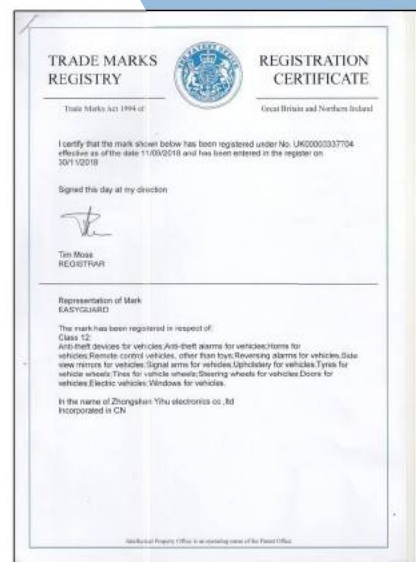 TRADE MARKS
REGISTRY
THE PATENT OFFICE
REGISTRATION
CERTIFICATE
Trade Marks Act 1994 of
Great Britain and Northern Ireland
I certify that the mark shown below has been registered under No. UK00003337704
effective as of the date 11/09/2018 and has been entered in the register on
30/11/2018
Signed this day at my direction
Tim Moss
REGISTRAR
Representation of Mark
EASYGUARD
The mark has been registered in respect of:
Class 12:
Anti-theft devices for vehicles;Anti-theft alarms for vehicles;Horns for
vehicles;Remote control vehicles, other than toys;Reversing alarms for vehicles;Side
view mirrors for vehicles;Signal arms for vehicles;Upholstery for vehicles;Tyres for
vehicle wheels;Tires for vehicle wheels;Steering wheels for vehicles;Doors for
vehicles;Electric vehicles;Windows for vehicles.
In the name of Zhongshan Yihu electronics co.,ltd
Incorporated in CN
Intellectual Property Office is an operating name of the Patent Office